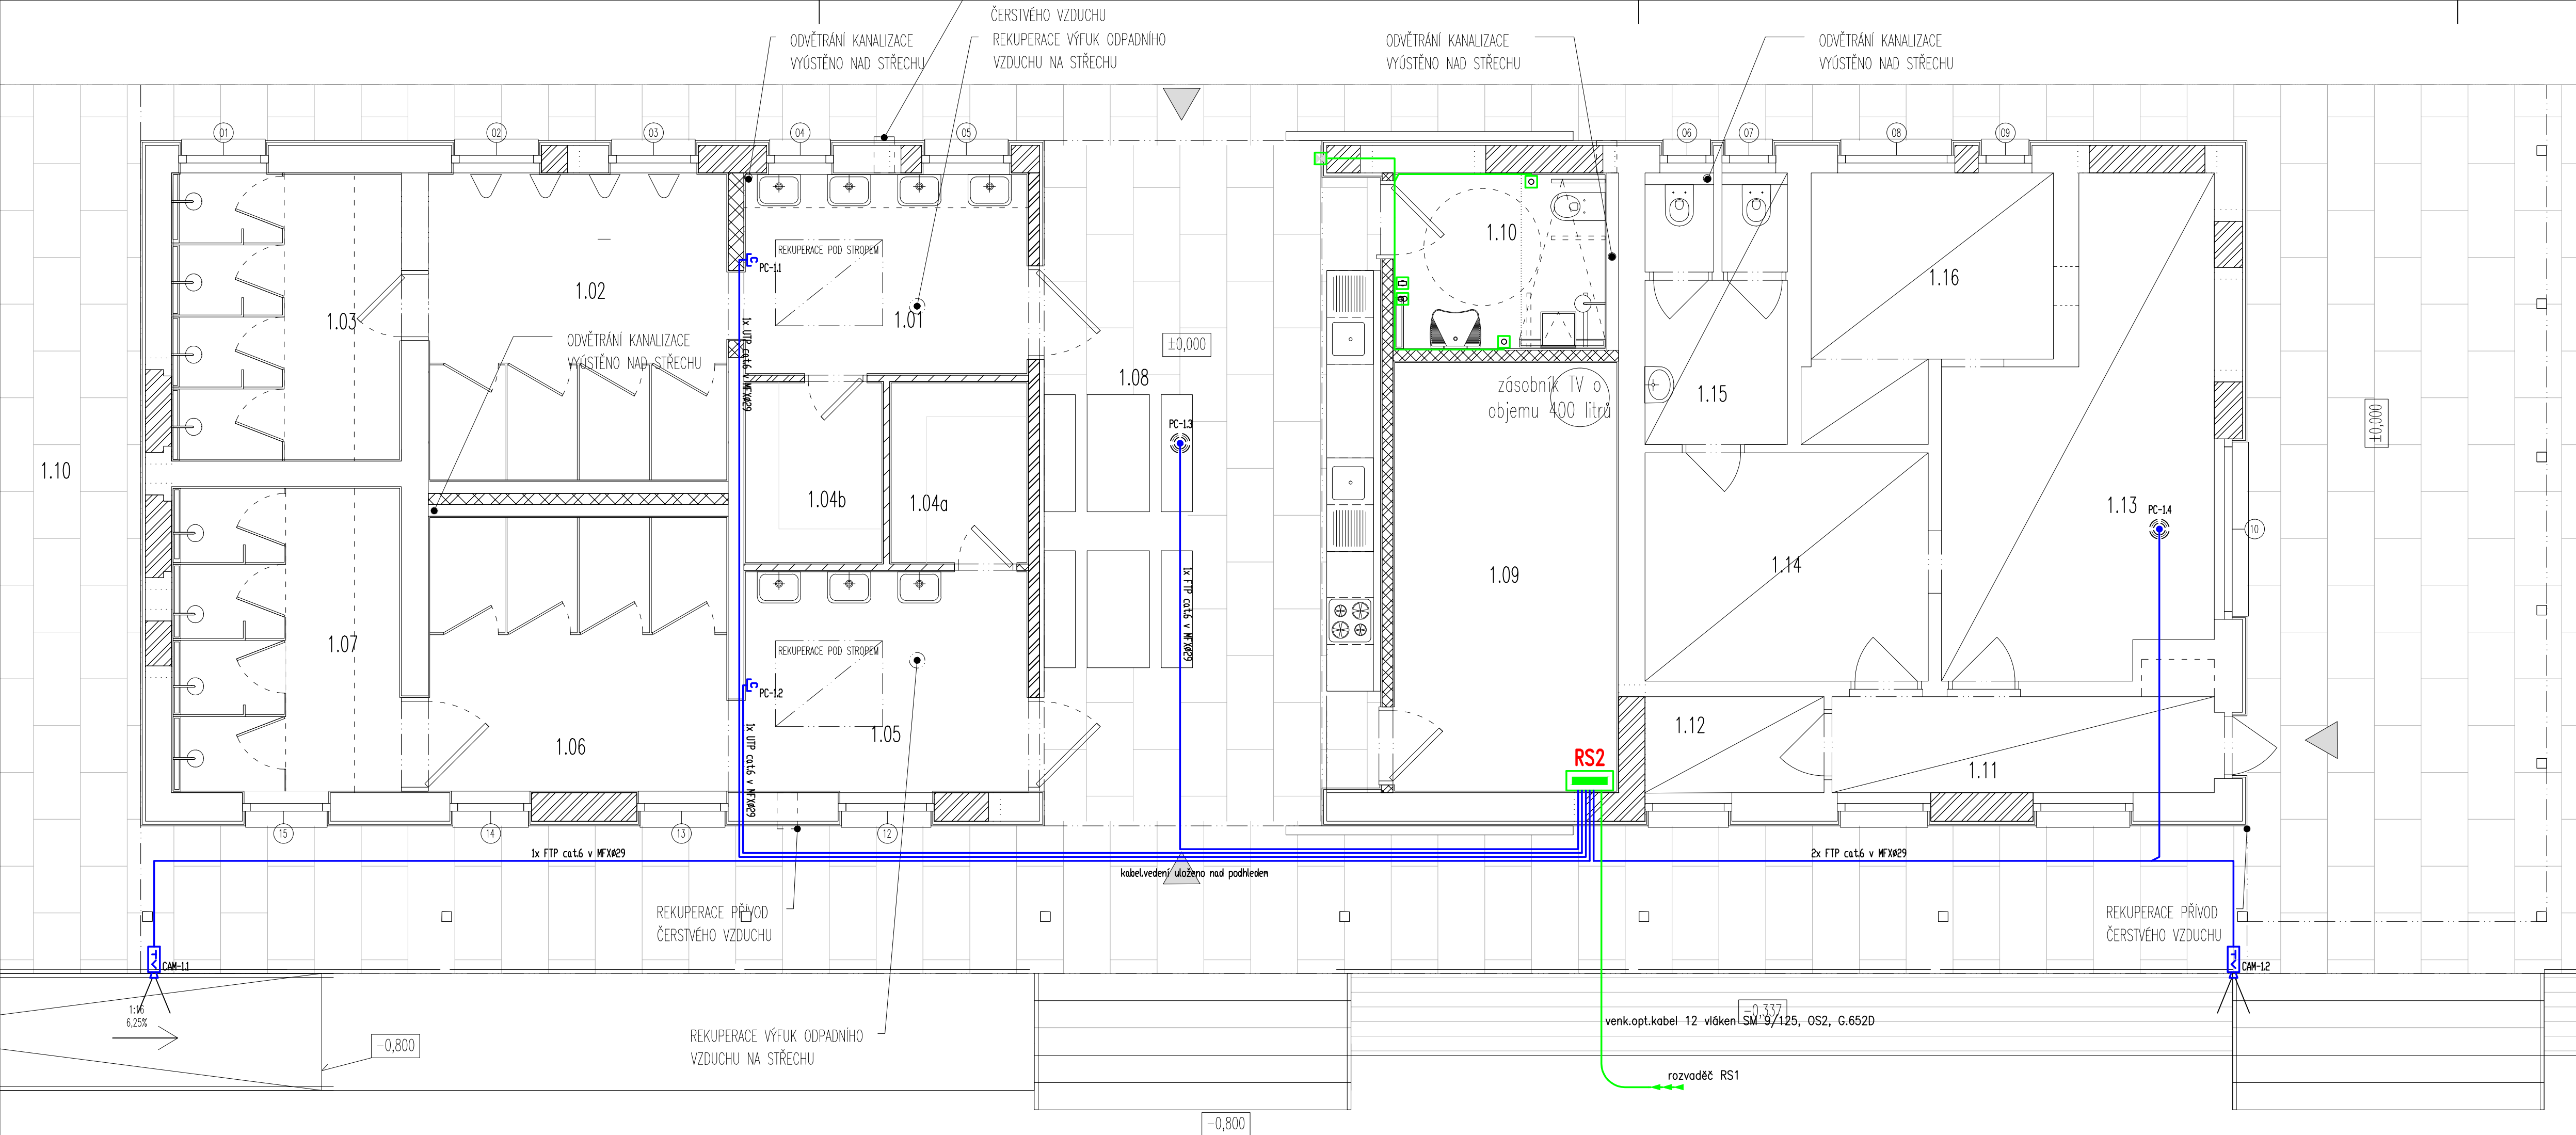 ČERSTVÉHO VZDUCHU
ODVĚTRÁNÍ KANALIZACE
VYÚSTĚNO NAD STŘECHU
REKUPERACE VÝFUK ODPADNÍHO
VZDUCHU NA STŘECHU
ODVĚTRÁNÍ KANALIZACE
VYÚSTĚNO NAD STŘECHU
ODVĚTRÁNÍ KANALIZACE
VYÚSTĚNO NAD STŘECHU
01
02
03
04
05
06
07
08
09
REKUPERACE POD STROPEM
PC-1.1
1.01
1.02
1.03
ODVĚTRÁNÍ KANALIZACE
VYÚSTĚNO NAD STŘECHU
1x UTP cat.6 v MFXø29
±0,000
1.08
1.10
1.16
1.15
zásobník TV o
objemu 400 litrů
±0,000
PC-1.3
1.10
1.04b
1.04a
1.13
PC-1.4
10
1.14
1.09
1x FTP cat.6 v MFXø29
1.07
REKUPERACE POD STROPEM
PC-1.2
1.05
1.06
1x UTP cat.6 v MFXø29
1.12
1.11
RS2
15
14
13
12
1x FTP cat.6 v MFXø29
2x FTP cat.6 v MFXø29
kabel.vedení uloženo nad podhledem
REKUPERACE PŘÍVOD
ČERSTVÉHO VZDUCHU
REKUPERACE PŘÍVOD
ČERSTVÉHO VZDUCHU
TV
CAM-1.1
TV
CAM-1.2
1:16
6,25%
-0,800
REKUPERACE VÝFUK ODPADNÍHO
VZDUCHU NA STŘECHU
-0,337
venk.opt.kabel 12 vláken SM 9/125, OS2, G.652D
rozvaděč RS1
-0,800